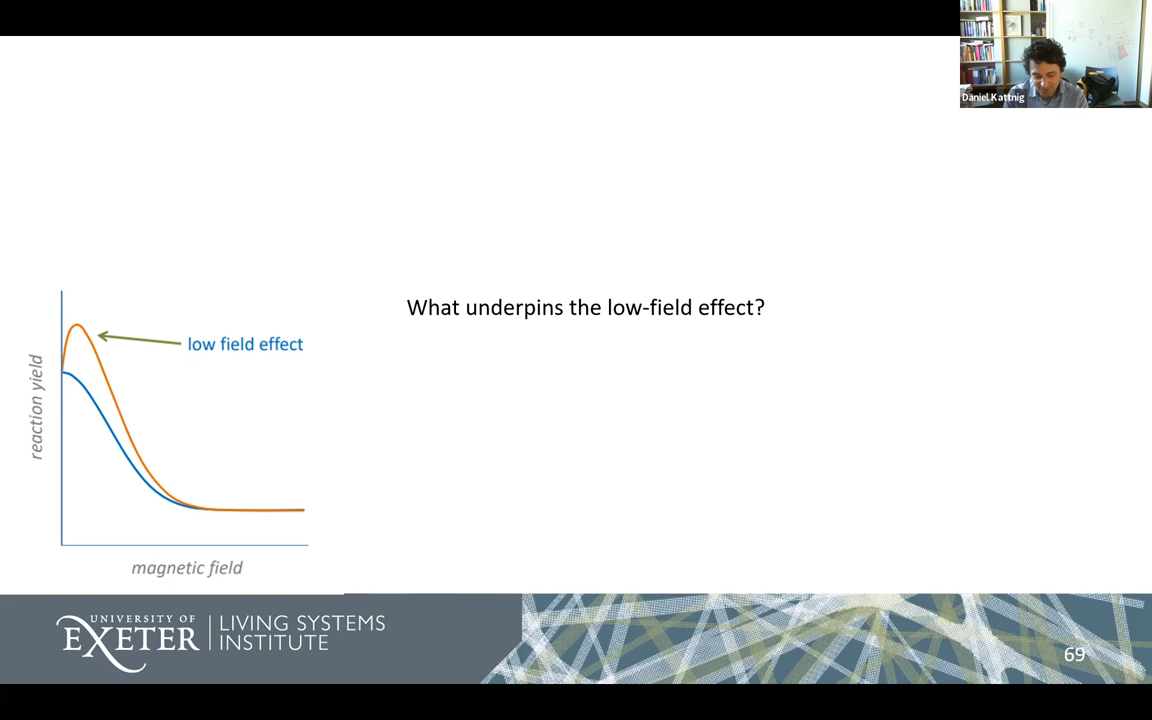 Daniel Kattnig
What underpins the low-field effect?
low field effect
reaction yield
magnetic field
UNIVERSITY OF
EXETER
LIVING SYSTEMS
INSTITUTE
69